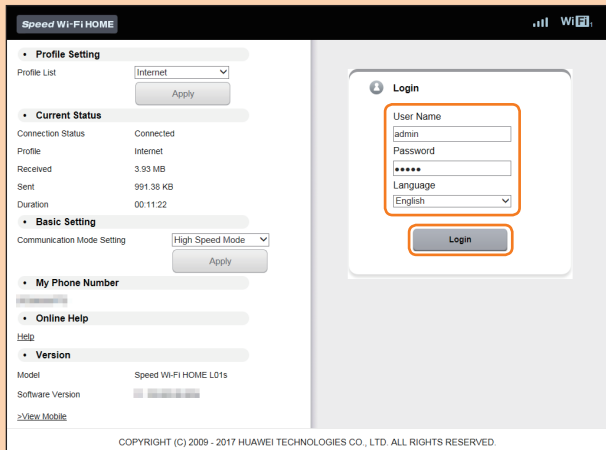 Speed Wi-Fi HOME
WiFi
• Profile Setting
Profile List Internet
Apply
• Current Status
Connection Status Connected
Profile Internet
Received 3.93 MB
Sent 991.38 KB
Duration 00:11:22
• Basic Setting
Communication Mode Setting High Speed Mode
Apply
• My Phone Number
• Online Help
Help
• Version
Model Speed Wi-Fi HOME L01s
Software Version
>View Mobile
Login
User Name
admin
Password
•••••
Language
English
Login
COPYRIGHT (C) 2009 - 2017 HUAWEI TECHNOLOGIES CO., LTD. ALL RIGHTS RESERVED.